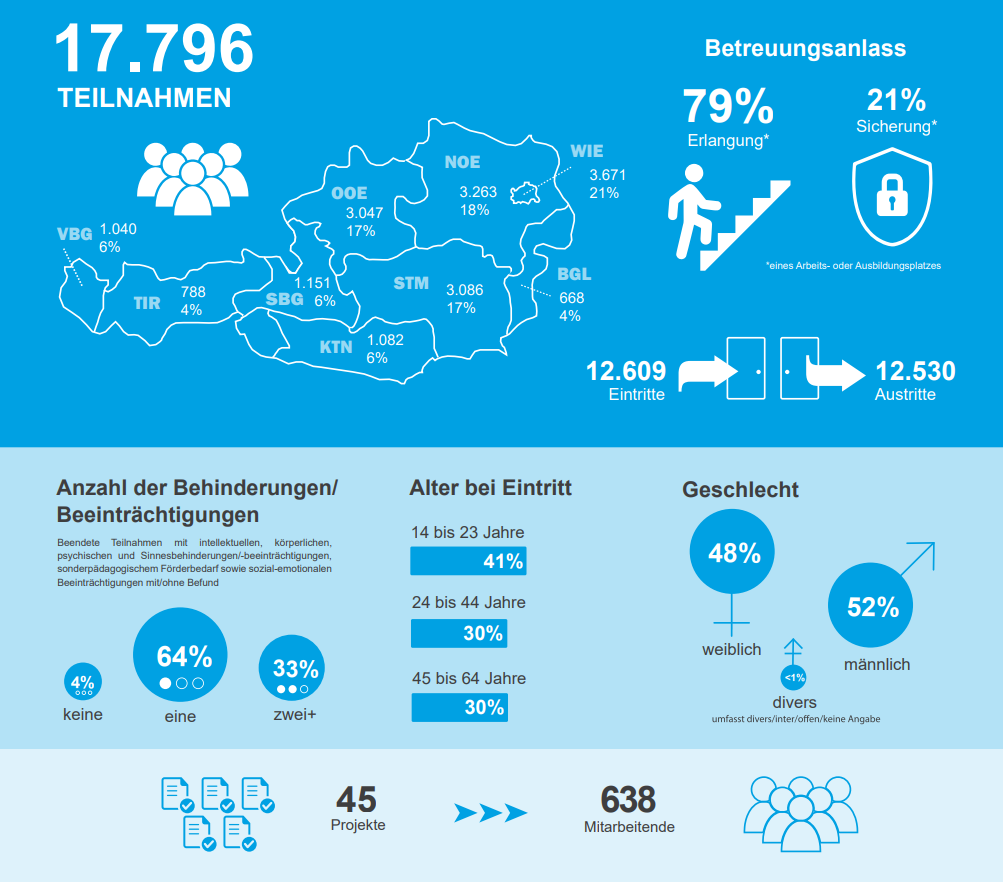 17.796
TEILNAHMEN
Betreuungsanlass
79%
Erlangung*
21%
Sicherung*
*eines Arbeits- oder Ausbildungsplatzes
VBG 1.040
6%
TIR 788
4%
SBG 1.151
6%
OOE
3.047
17%
NOE
3.263
18%
WIE
3.671
21%
STM 3.086
17%
BGL
668
4%
KTN 1.082
6%
12.609
Eintritte
12.530
Austritte
Anzahl der Behinderungen/
Beeinträchtigungen
Beendete Teilnahmen mit intellektuellen, körperlichen,
psychischen und Sinnesbehinderungen/-beeinträchtigungen,
sonderpädagogischem Förderbedarf sowie sozial-emotionalen
Beeinträchtigungen mit/ohne Befund
4%
keine
64%
eine
33%
zwei+
Alter bei Eintritt
14 bis 23 Jahre
41%
24 bis 44 Jahre
30%
45 bis 64 Jahre
30%
Geschlecht
48%
weiblich
52%
männlich
<1%
divers
umfasst divers/inter/offen/keine Angabe
45
Projekte
638
Mitarbeitende